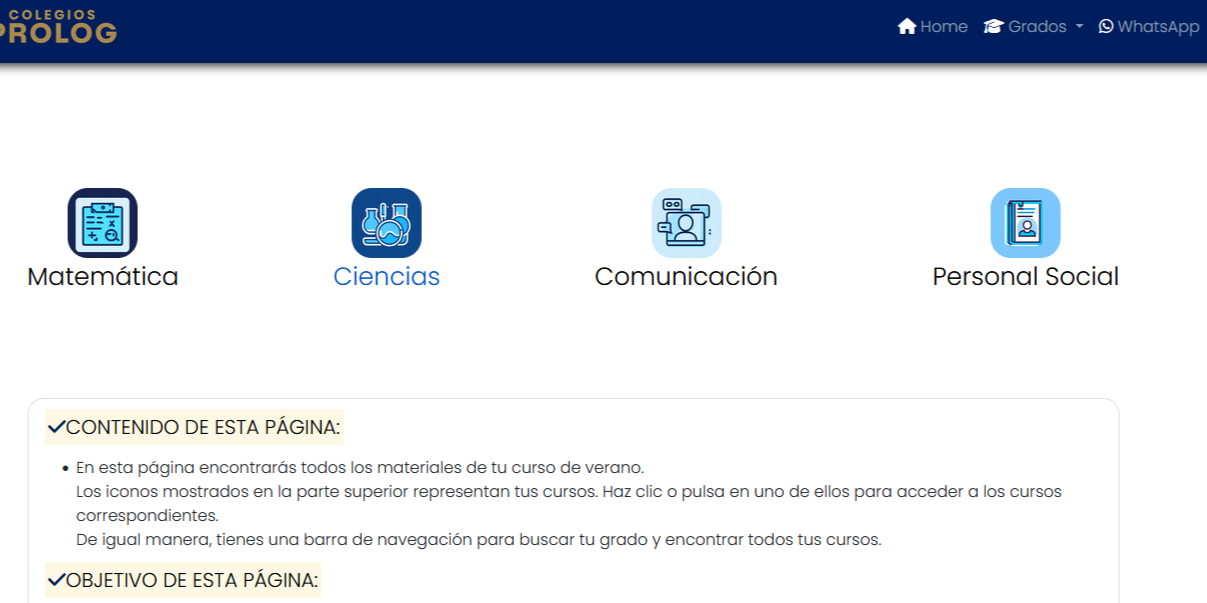 COLEGIOS
PROLOG
Home Grados WhatsApp
Matemática Ciencias Comunicación Personal Social
CONTENIDO DE ESTA PÁGINA:
En esta página encontrarás todos los materiales de tu curso de verano.
Los iconos mostrados en la parte superior representan tus cursos. Haz clic o pulsa en uno de ellos para acceder a los cursos
correspondientes.
De igual manera, tienes una barra de navegación para buscar tu grado y encontrar todos tus cursos.
OBJETIVO DE ESTA PÁGINA: